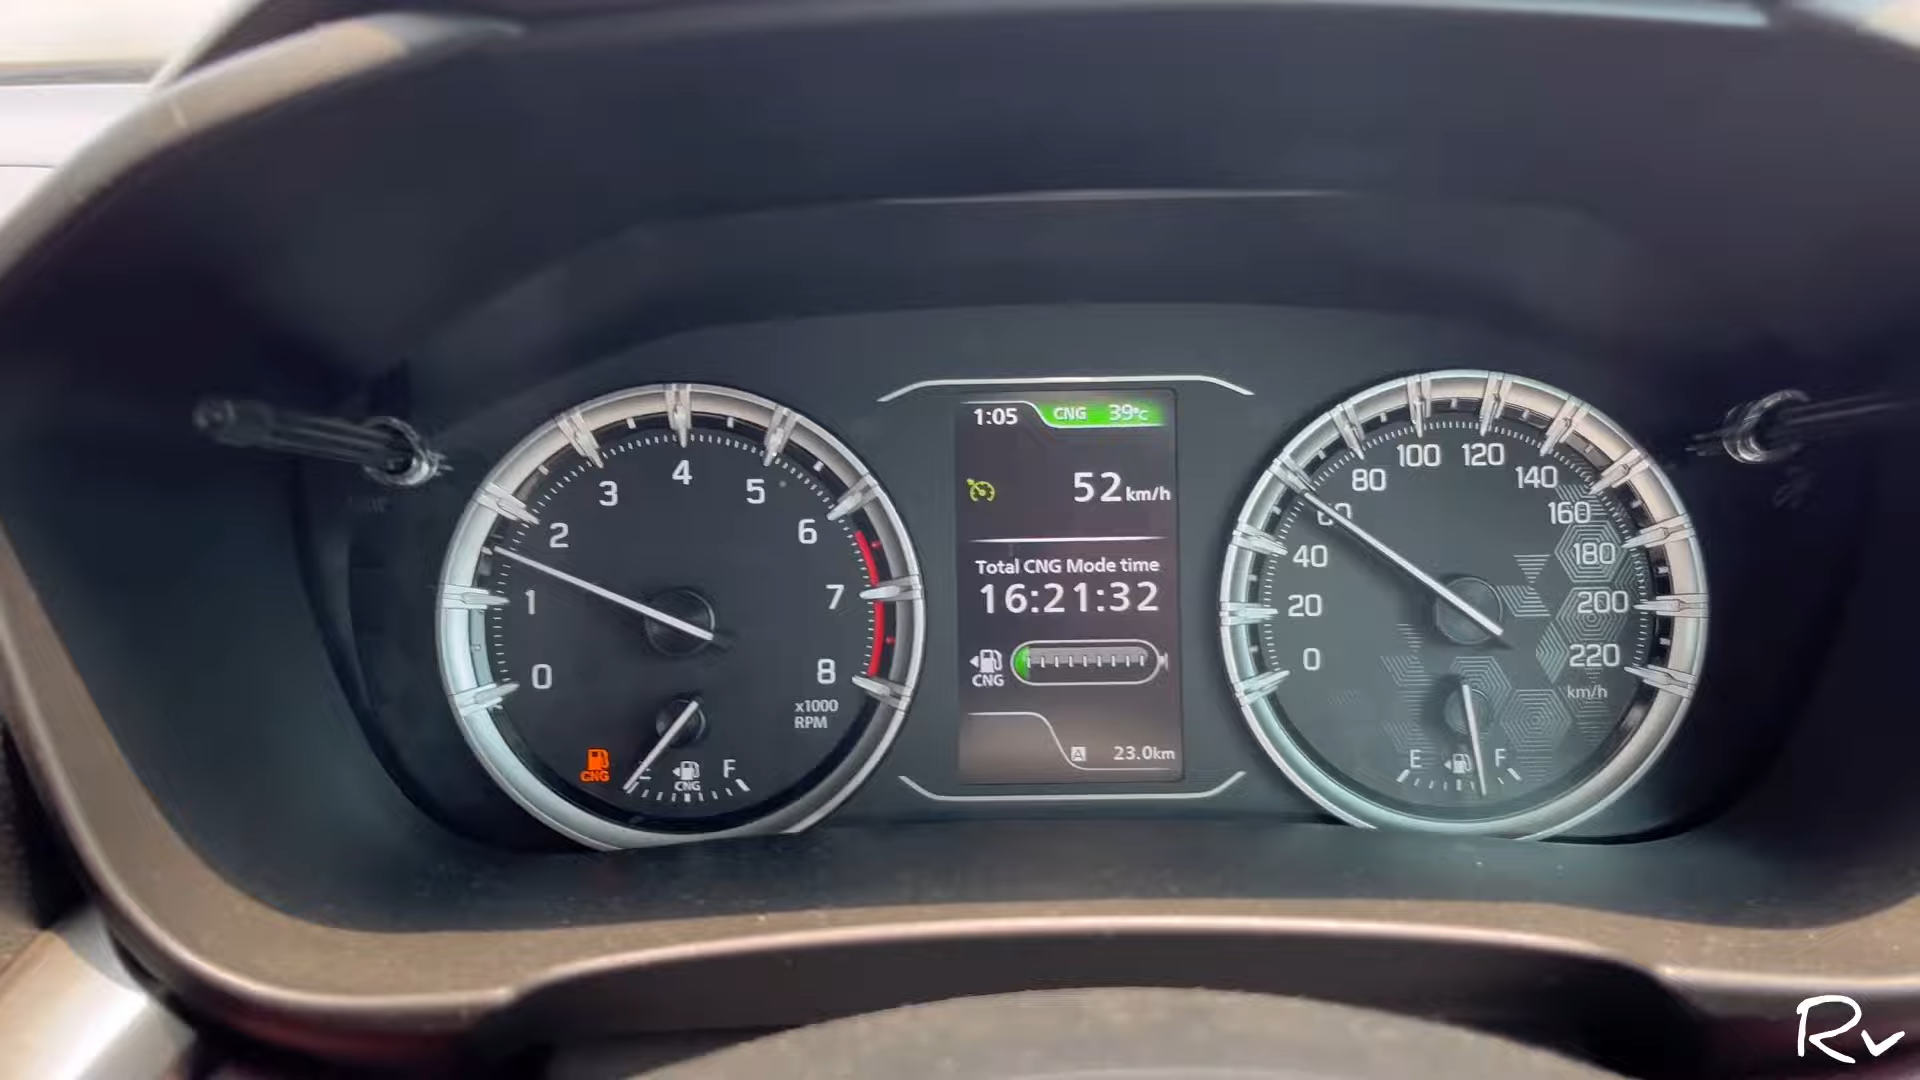 1:05 CNG 39°C
52 km/h
Total CNG Mode time
16:21:32
CNG
A 23.0km
0
1
2
3
4
5
6
7
8
x1000
RPM
CNG
E F
CNG
0
20
40
60
80
100
120
140
160
180
200
220
km/h
E F
Rv